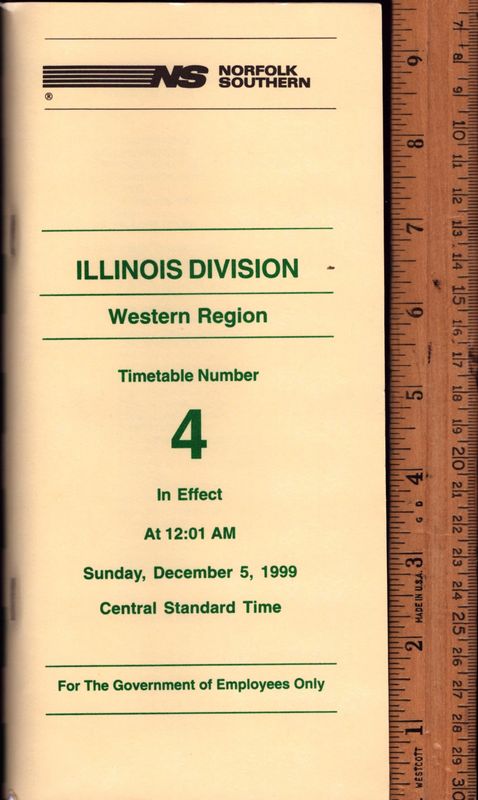 NS NORFOLK
SOUTHERN
®
ILLINOIS DIVISION
Western Region
Timetable Number
4
In Effect
At 12:01 AM
Sunday, December 5, 1999
Central Standard Time
For The Government of Employees Only
9
8
7
6
5
4
3
2
1
G D
MADE IN U.S.A.
WESTCOTT
7
8
9
10
11
12
13
14
15
16
17
18
19
20
21
22
23
24
25
26
27
28
29
30